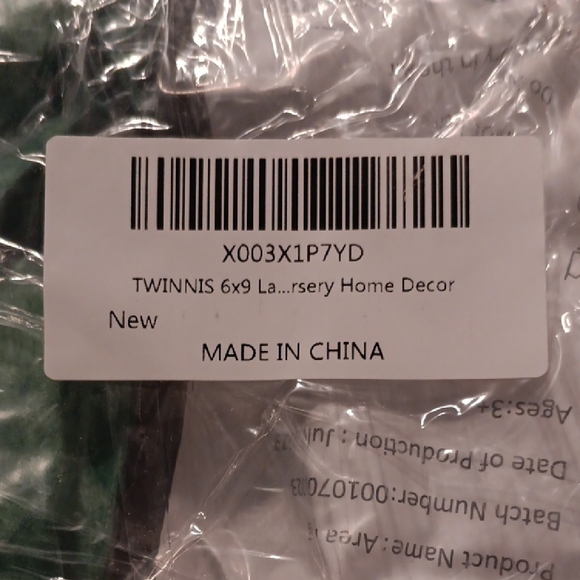 X003X1P7YD
TWINNIS 6x9 La...rsery Home Decor
New
MADE IN CHINA
Ages:3+
Date of Production : Jul
Batch Number:001070
Product Name: Area